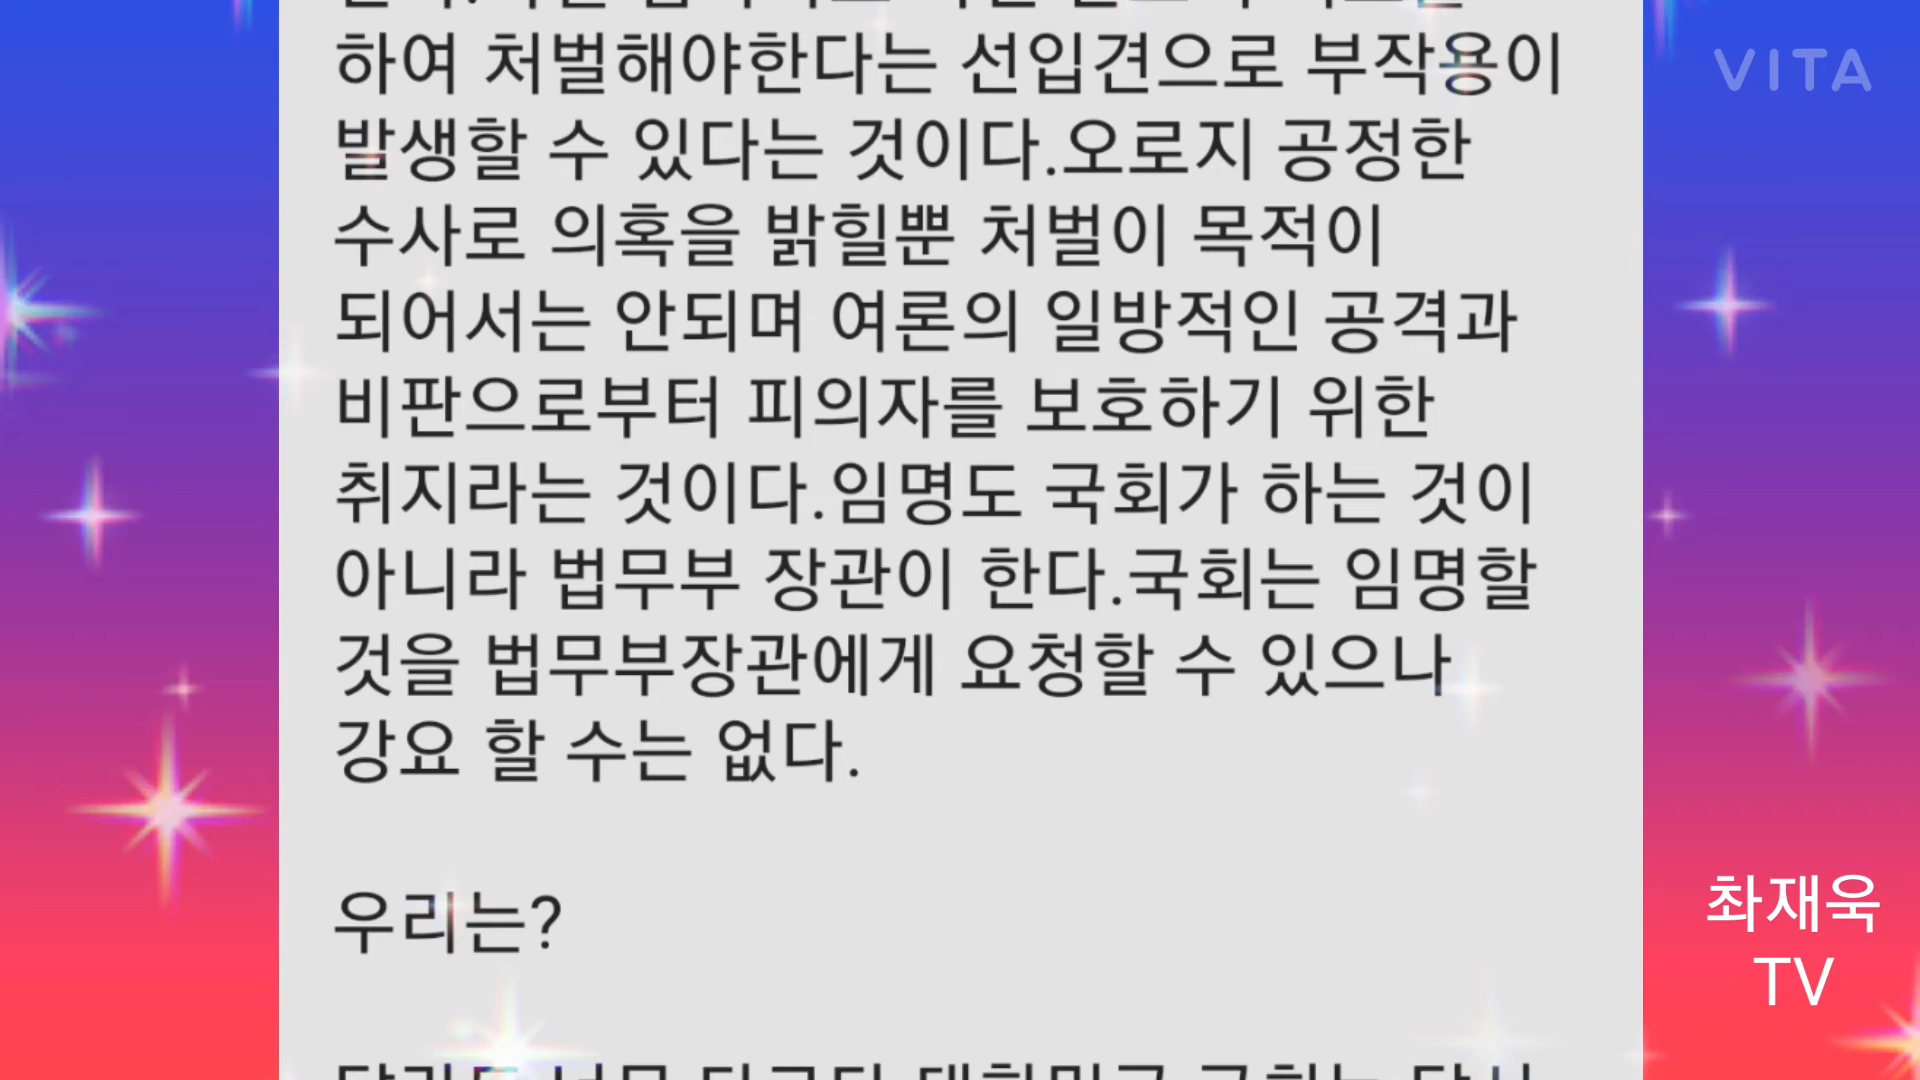 하여 처벌해야한다는 선입견으로 부작용이
발생할 수 있다는 것이다.오로지 공정한
수사로 의혹을 밝힐뿐 처벌이 목적이
되어서는 안되며 여론의 일방적인 공격과
비판으로부터 피의자를 보호하기 위한
취지라는 것이다.임명도 국회가 하는 것이
아니라 법무부 장관이 한다.국회는 임명할
것을 법무부장관에게 요청할 수 있으나
강요 할 수는 없다.
우리는?
VITA
최재욱
TV